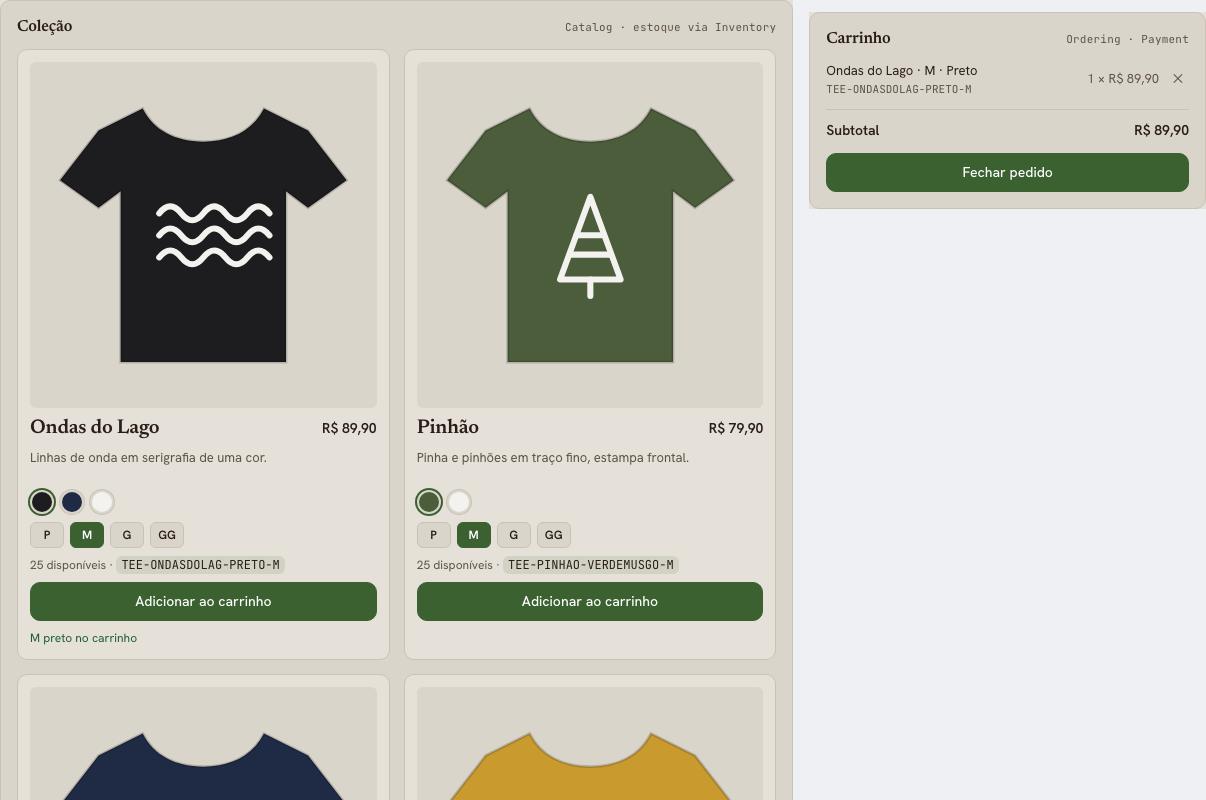 Coleção
Catalog · estoque via Inventory
Ondas do Lago
R$ 89,90
Linhas de onda em serigrafia de uma cor.
P
M
G
GG
25 disponíveis · TEE-ONDASDOLAG-PRETO-M
Adicionar ao carrinho
M preto no carrinho
Pinhão
R$ 79,90
Pinha e pinhões em traço fino, estampa frontal.
P
M
G
GG
25 disponíveis · TEE-PINHAO-VERDEMUSGO-M
Adicionar ao carrinho
Carrinho
Ordering · Payment
Ondas do Lago · M · Preto
TEE-ONDASDOLAG-PRETO-M
1 × R$ 89,90 ×
Subtotal
R$ 89,90
Fechar pedido